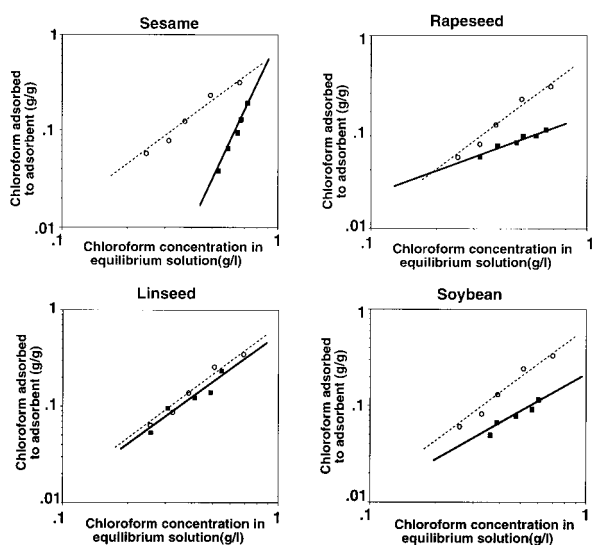 Sesame
1
.1
.01
.1
1
Chloroform adsorbed
to adsorbent (g/g)
Chloroform concentration in
equilibrium solution(g/l)
Rapeseed
1
.1
.01
.1
1
Chloroform adsorbed
to adsorbent (g/g)
Chloroform concentration in
equilibrium solution(g/l)
Linseed
1
.1
.01
.1
1
Chloroform adsorbed
to adsorbent (g/g)
Chloroform concentration in
equilibrium solution(g/l)
Soybean
1
.1
.01
.1
1
Chloroform adsorbed
to adsorbent (g/g)
Chloroform concentration in
equilibrium solution(g/l)